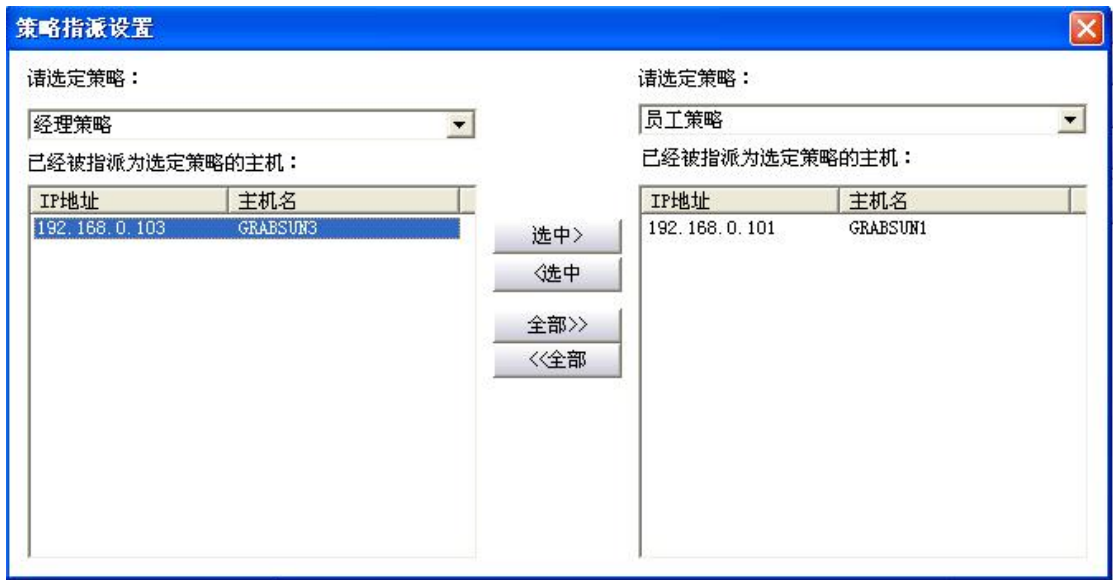 策略指派设置
请选定策略：
经理策略
已经被指派为选定策略的主机：
IP地址 主机名
192.168.0.103 GRABSUN3
选中>
<选中
全部>>
<<全部
请选定策略：
员工策略
已经被指派为选定策略的主机：
IP地址 主机名
192.168.0.101 GRABSUN1